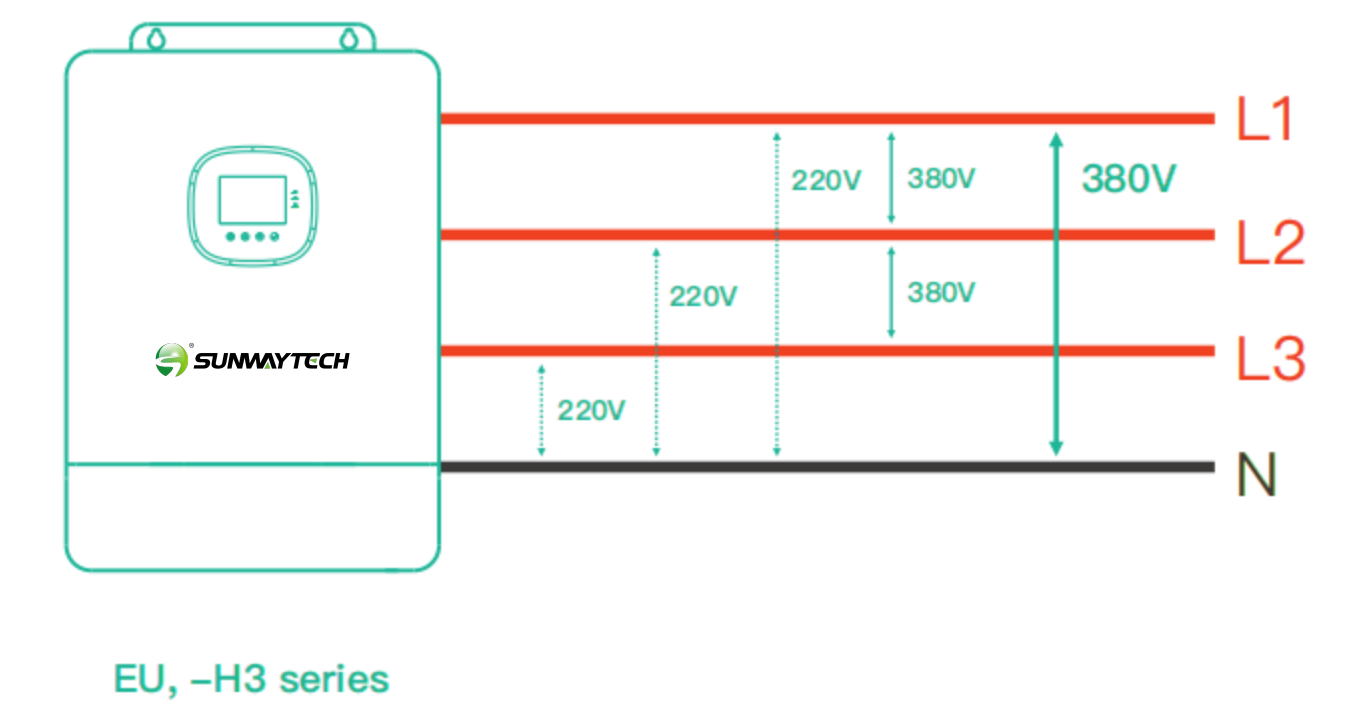 L1
220V
380V
380V
L2
220V
380V
SUNWAYTECH®
L3
220V
N
EU, –H3 series